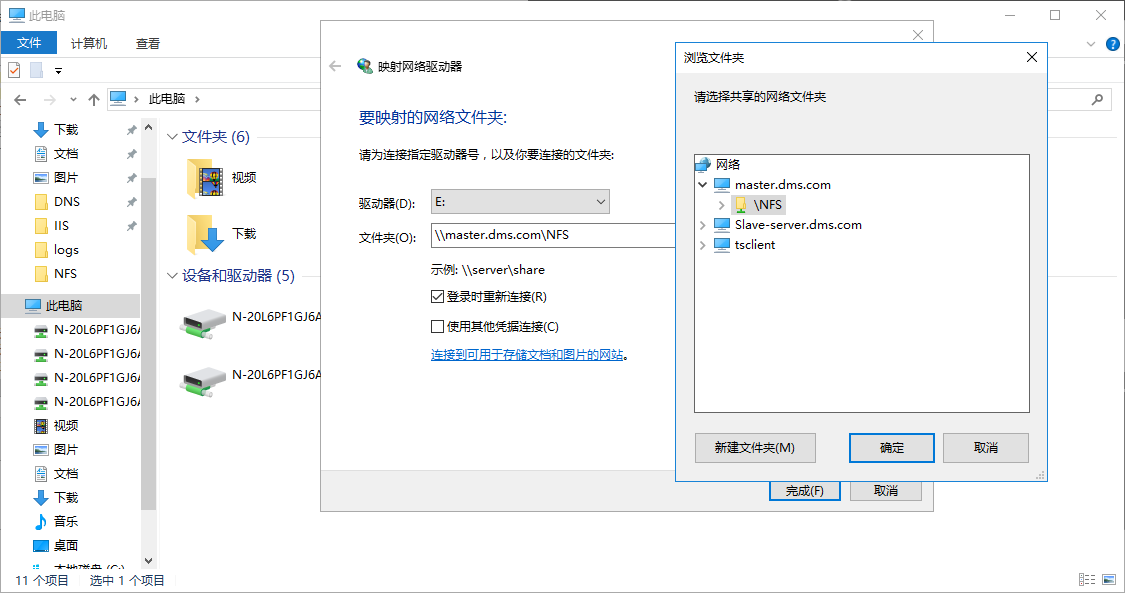 此电脑
文件 计算机 查看
此电脑
下载
文档
图片
DNS
IIS
logs
NFS
此电脑
N-20L6PF1GJ6A
N-20L6PF1GJ6A
N-20L6PF1GJ6A
N-20L6PF1GJ6A
视频
图片
文档
下载
音乐
桌面
本地磁盘 (C:)
文件夹 (6)
视频
下载
设备和驱动器 (5)
N-20L6PF1GJ6A
N-20L6PF1GJ6A
11 个项目 选中 1 个项目
映射网络驱动器
要映射的网络文件夹:
请为连接指定驱动器号，以及你要连接的文件夹:
驱动器(D): E:
文件夹(O): \\master.dms.com\NFS
示例: \\server\share
登录时重新连接(R)
使用其他凭据连接(C)
连接到可用于存储文档和图片的网站。
完成(F) 取消
浏览文件夹
请选择共享的网络文件夹
网络
master.dms.com
\NFS
Slave-server.dms.com
tsclient
新建文件夹(M) 确定 取消